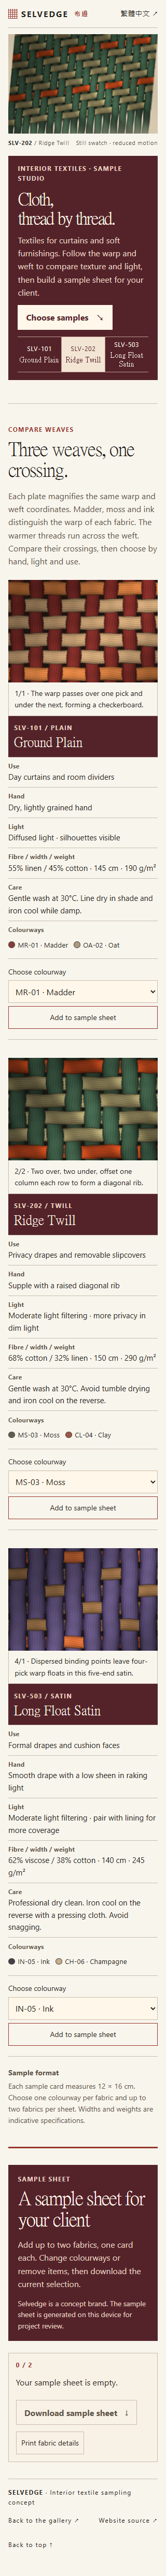 SELVEDGE 布邊 繁體中文 ↗
SLV-202 / Ridge Twill Still swatch · reduced motion
INTERIOR TEXTILES · SAMPLE
STUDIO
Cloth,
thread by thread.
Textiles for curtains and soft
furnishings. Follow the warp and
weft to compare texture and light,
then build a sample sheet for your
client.
Choose samples ↘
SLV-101
Ground Plain
SLV-202
Ridge Twill
SLV-503
Long Float
Satin
COMPARE WEAVES
Three weaves, one
crossing.
Each plate magnifies the same warp and
weft coordinates. Madder, moss and ink
distinguish the warp of each fabric. The
warmer threads run across the weft.
Compare their crossings, then choose by
hand, light and use.
1/1 · The warp passes over one pick and
under the next, forming a checkerboard.
SLV-101 / PLAIN
Ground Plain
Use
Day curtains and room dividers
Hand
Dry, lightly grained hand
Light
Diffused light · silhouettes visible
Fibre / width / weight
55% linen / 45% cotton · 145 cm · 190 g/m²
Care
Gentle wash at 30°C. Line dry in shade and
iron cool while damp.
Colourways
MR-01 · Madder OA-02 · Oat
Choose colourway
MR-01 · Madder
Add to sample sheet
2/2 · Two over, two under, offset one
column each row to form a diagonal rib.
SLV-202 / TWILL
Ridge Twill
Use
Privacy drapes and removable slipcovers
Hand
Supple with a raised diagonal rib
Light
Moderate light filtering · more privacy in
dim light
Fibre / width / weight
68% cotton / 32% linen · 150 cm · 290 g/m²
Care
Gentle wash at 30°C. Avoid tumble drying
and iron cool on the reverse.
Colourways
MS-03 · Moss CL-04 · Clay
Choose colourway
MS-03 · Moss
Add to sample sheet
4/1 · Dispersed binding points leave four-
pick warp floats in this five-end satin.
SLV-503 / SATIN
Long Float Satin
Use
Formal drapes and cushion faces
Hand
Smooth drape with a low sheen in raking
light
Light
Moderate light filtering · pair with lining for
more coverage
Fibre / width / weight
62% viscose / 38% cotton · 140 cm · 245
g/m²
Care
Professional dry clean. Iron cool on the
reverse with a pressing cloth. Avoid
snagging.
Colourways
IN-05 · Ink CH-06 · Champagne
Choose colourway
IN-05 · Ink
Add to sample sheet
Sample format
Each sample card measures 12 × 16 cm.
Choose one colourway per fabric and up to
two fabrics per sheet. Widths and weights are
indicative specifications.
SAMPLE SHEET
A sample sheet for
your client
Add up to two fabrics, one card
each. Change colourways or
remove items, then download the
current selection.
Selvedge is a concept brand. The sample
sheet is generated on this device for
project review.
0 / 2
Your sample sheet is empty.
Download sample sheet ↓
Print fabric details
SELVEDGE · Interior textile sampling
concept
Back to the gallery ↗ Website source ↗
Back to top ↑